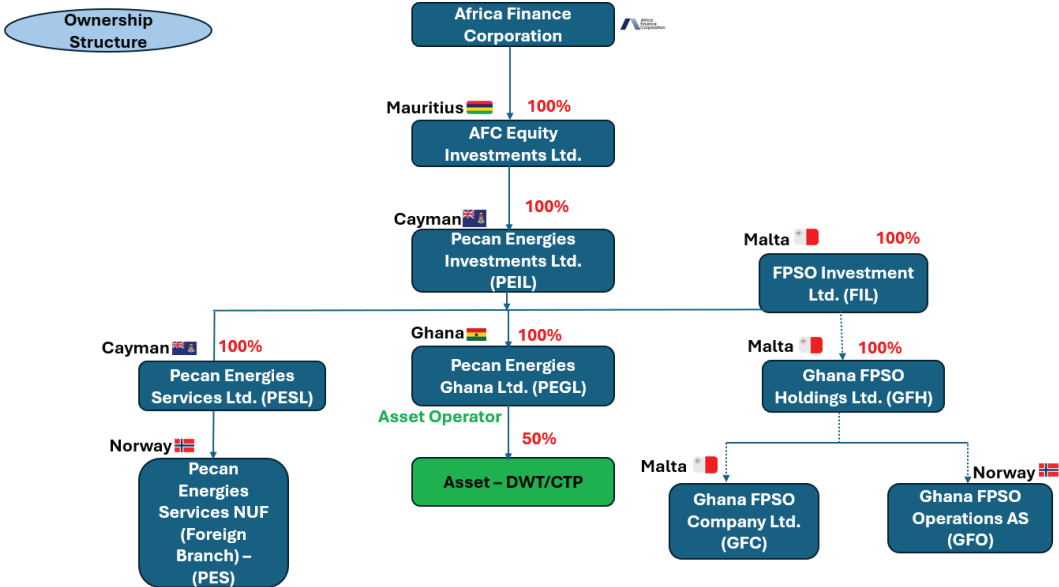 Ownership
Structure
Africa Finance
Corporation
Africa
Finance
Corporation
Mauritius
100%
AFC Equity
Investments Ltd.
100%
Cayman
Pecan Energies
Investments Ltd.
(PEIL)
Malta
100%
FPSO Investment
Ltd. (FIL)
Cayman
100%
Pecan Energies
Services Ltd. (PESL)
Ghana
100%
Pecan Energies
Ghana Ltd. (PEGL)
Malta
100%
Ghana FPSO
Holdings Ltd. (GFH)
Asset Operator
50%
Asset – DWT/CTP
Norway
Pecan
Energies
Services NUF
(Foreign
Branch) –
(PES)
Malta
Ghana FPSO
Company Ltd.
(GFC)
Norway
Ghana FPSO
Operations AS
(GFO)